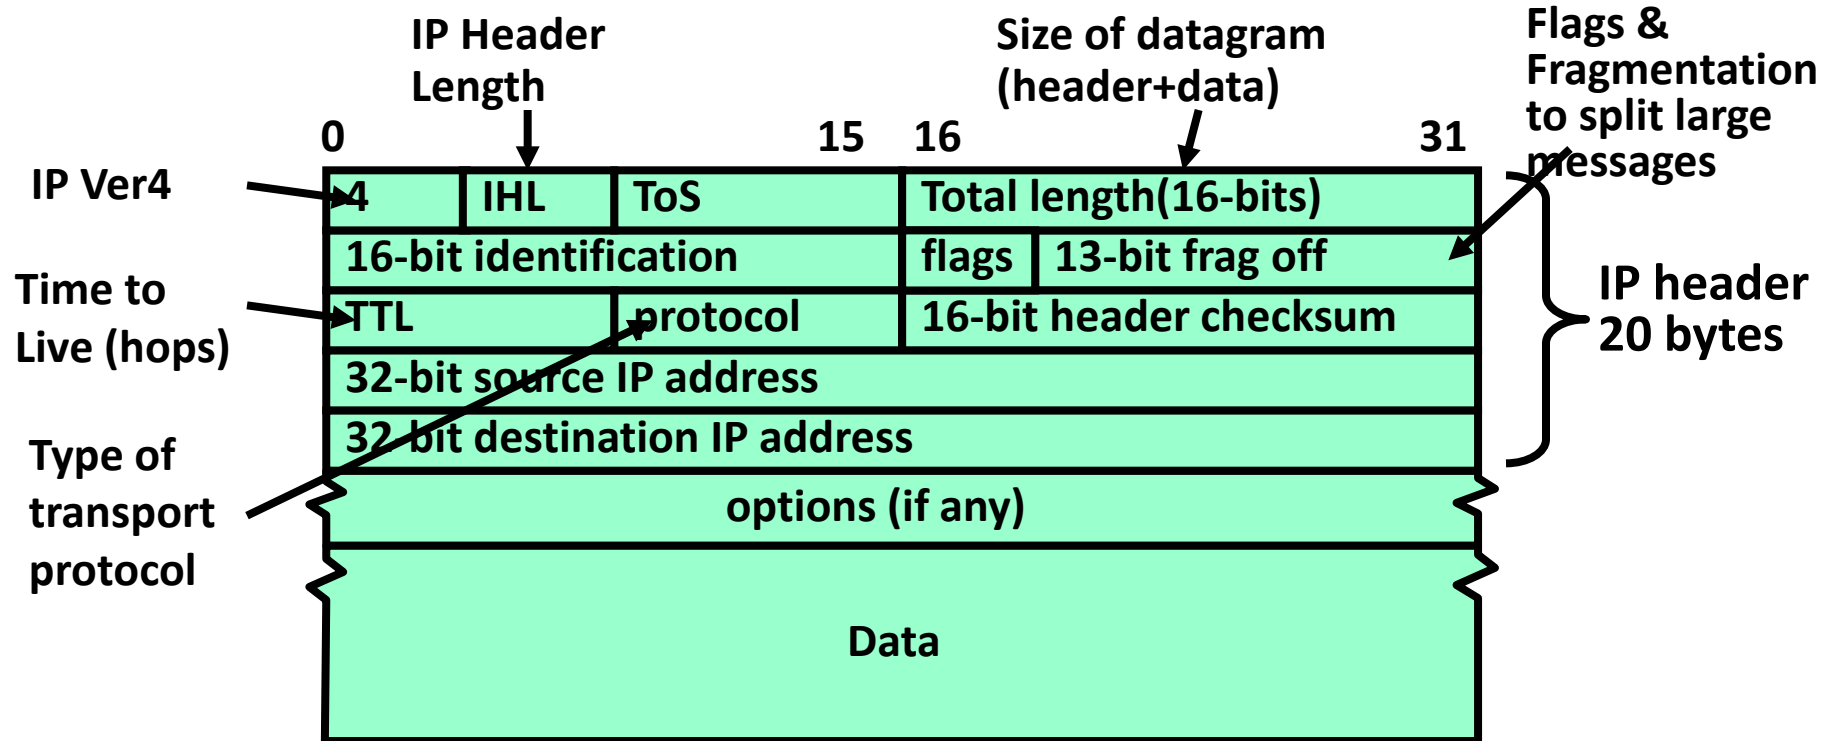 IP Header
Length
Size of datagram
(header+data)
Flags &
Fragmentation
to split large
messages
0
15
16
31
IP Ver4
4
IHL
ToS
Total length(16-bits)
16-bit identification
flags
13-bit frag off
Time to
Live (hops)
TTL
protocol
16-bit header checksum
IP header
20 bytes
32-bit source IP address
32-bit destination IP address
Type of
transport
protocol
options (if any)
Data